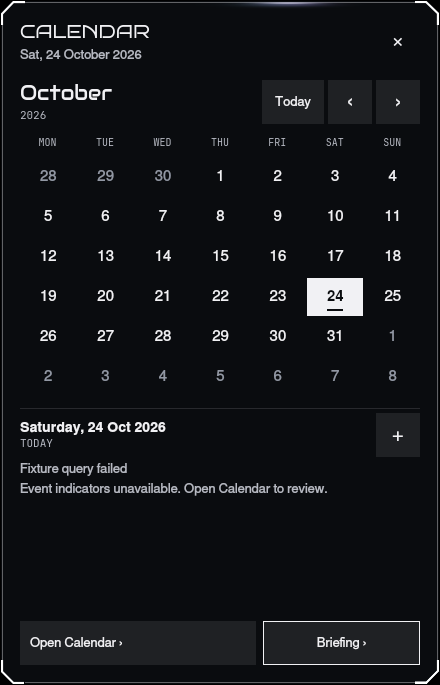 CALENDAR
×
Sat, 24 October 2026
October
2026
Today ‹ ›
MON TUE WED THU FRI SAT SUN
28 29 30 1 2 3 4
5 6 7 8 9 10 11
12 13 14 15 16 17 18
19 20 21 22 23 24 25
26 27 28 29 30 31 1
2 3 4 5 6 7 8
Saturday, 24 Oct 2026
TODAY
+
Fixture query failed
Event indicators unavailable. Open Calendar to review.
Open Calendar › Briefing ›